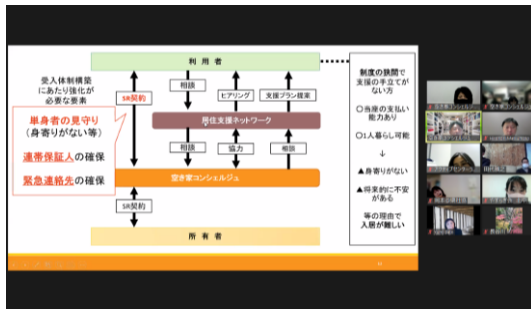 利用者
受入体制構築
にあたり強化が
必要な要素
単身者の見守り
(身寄りがない等)
連帯保証人の確保
緊急連絡先の確保
SR契約
相談
ヒアリング
支援プラン提案
居住支援ネットワーク
相談
協力
相談
空き家コンシェルジュ
SR契約
所有者
制度の狭間で
支援の手立てが
ない方
○当座の支払い
能力あり
○1人暮らし可能
↓
▲身寄りがない
▲将来的に不安
がある
等の理由で
入居が難しい